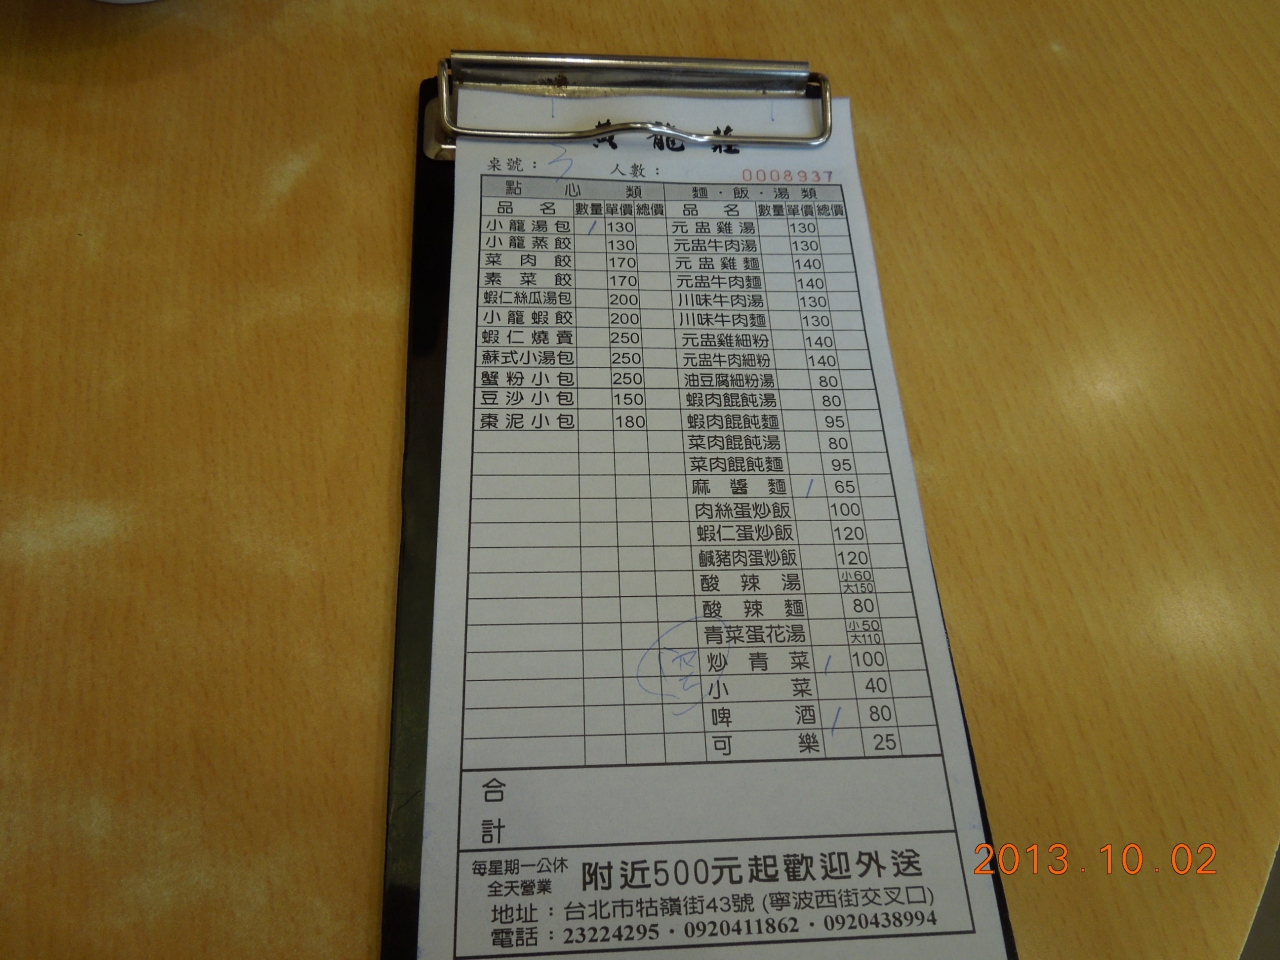 龍莊
桌號： 3 人數： 0008937
點心類 麵·飯·湯類
品名 數量 單價 總價 品名 數量 單價 總價
小龍湯包 1 130 元盅雞湯 130
小龍蒸餃 130 元盅牛肉湯 130
菜肉餃 170 元盅雞麵 140
素菜餃 170 元盅牛肉麵 140
蝦仁絲瓜湯包 200 川味牛肉湯 130
小龍蝦餃 200 川味牛肉麵 130
蝦仁燒賣 250 元盅雞細粉 140
蘇式小湯包 250 元盅牛肉細粉 140
蟹粉小包 250 油豆腐細粉湯 80
豆沙小包 150 蝦肉餛飩湯 80
棗泥小包 180 蝦肉餛飩麵 95
菜肉餛飩湯 80
菜肉餛飩麵 95
麻醬麵 1 65
肉絲蛋炒飯 100
蝦仁蛋炒飯 120
鹹豬肉蛋炒飯 120
酸辣湯 小60 大150
酸辣麵 80
青菜蛋花湯 小50 大110
炒青菜 1 100
小菜 40
啤酒 1 80
可樂 25
合計
每星期一公休
全天營業
附近500元起歡迎外送
地址：台北市牯嶺街43號 (寧波西街交叉口)
電話：23224295·0920411862·0920438994
2013.10.02